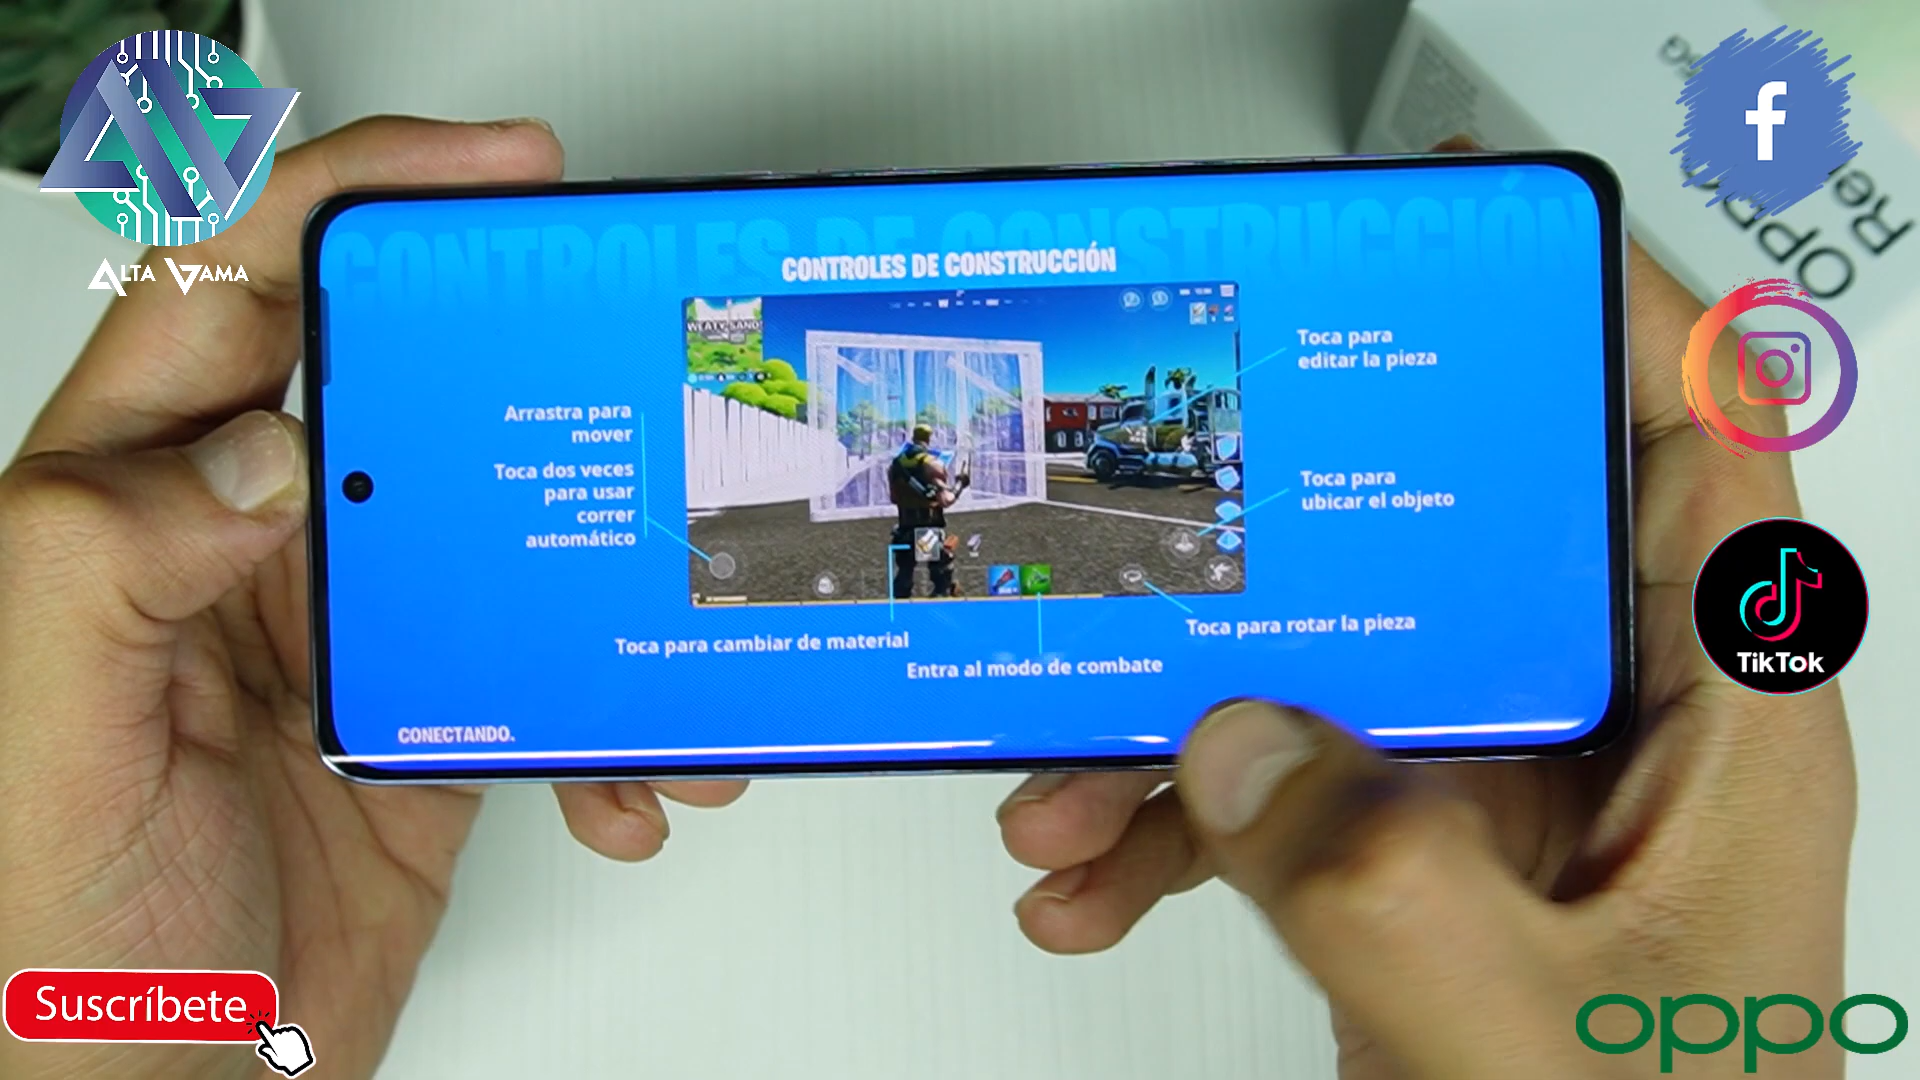 ALTA GAMA
f
OPPO
Re
5G
CONTROLES DE CONSTRUCCIÓN
CONTROLES DE CONSTRUCCIÓN
Toca para
editar la pieza
Arrastra para
mover
Toca dos veces
para usar
correr
automático
Toca para
ubicar el objeto
Toca para rotar la pieza
Toca para cambiar de material
Entra al modo de combate
CONECTANDO.
TikTok
Suscríbete
oppo